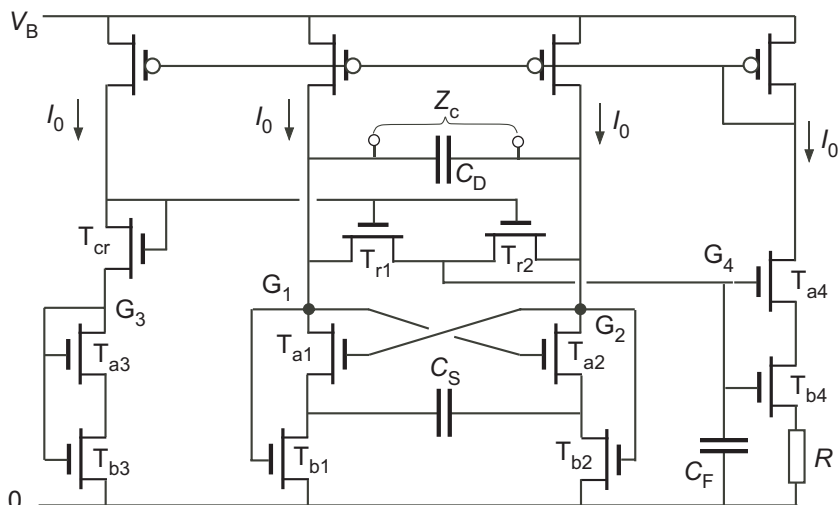 V_B
I_0
I_0
Z_c
I_0
I_0
C_D
T_cr
T_r1
T_r2
G_4
T_a4
G_3
G_1
G_2
T_a3
T_a1
T_a2
C_S
T_b4
T_b3
T_b1
T_b2
C_F
R
0